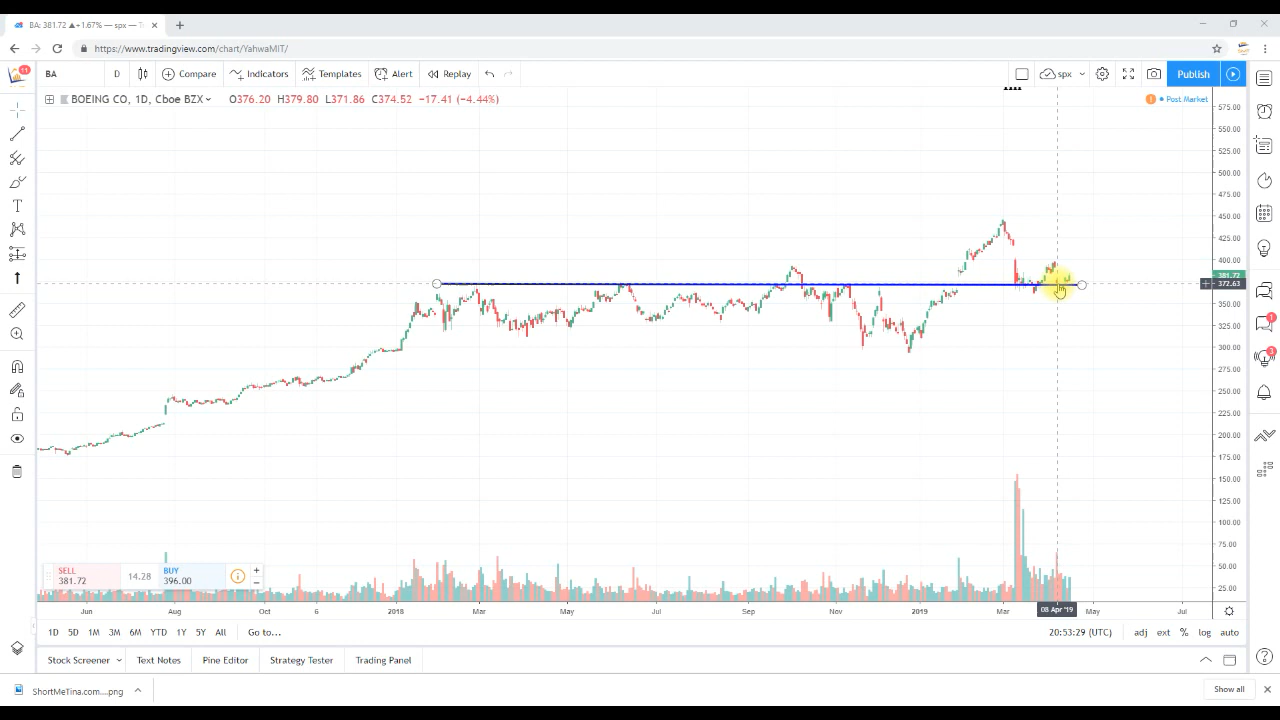 BA: 381.72 ▲+1.67% — spx —
https://www.tradingview.com/chart/YahwaMIT/
11
BA D Compare Indicators Templates Alert Replay spx Publish
BOEING CO, 1D, Cboe BZX O376.20 H379.80 L371.86 C374.52 −17.41 (−4.44%)
Post Market
575.00
550.00
525.00
500.00
475.00
450.00
425.00
400.00
381.72
372.63
350.00
325.00
300.00
275.00
250.00
225.00
200.00
175.00
150.00
125.00
100.00
75.00
50.00
25.00
1
3
SELL
381.72
14.28
BUY
396.00
Jun Aug Oct 6 2018 Mar May Jul Sep Nov 2019 Mar 08 Apr '19 May Jul
1D 5D 1M 3M 6M YTD 1Y 5Y All Go to... 20:53:29 (UTC) adj ext % log auto
Stock Screener Text Notes Pine Editor Strategy Tester Trading Panel
ShortMeTina.com....png Show all